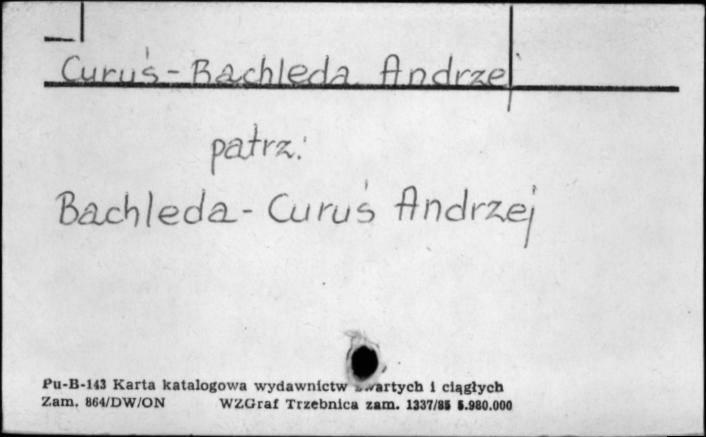 Curuś-Bachleda Andrzej
patrz:
Bachleda-Curuś Andrzej
Pu-B-143 Karta katalogowa wydawnictw zwartych i ciągłych
Zam. 864/DW/ON WZGraf Trzebnica zam. 1337/85 5.980.000